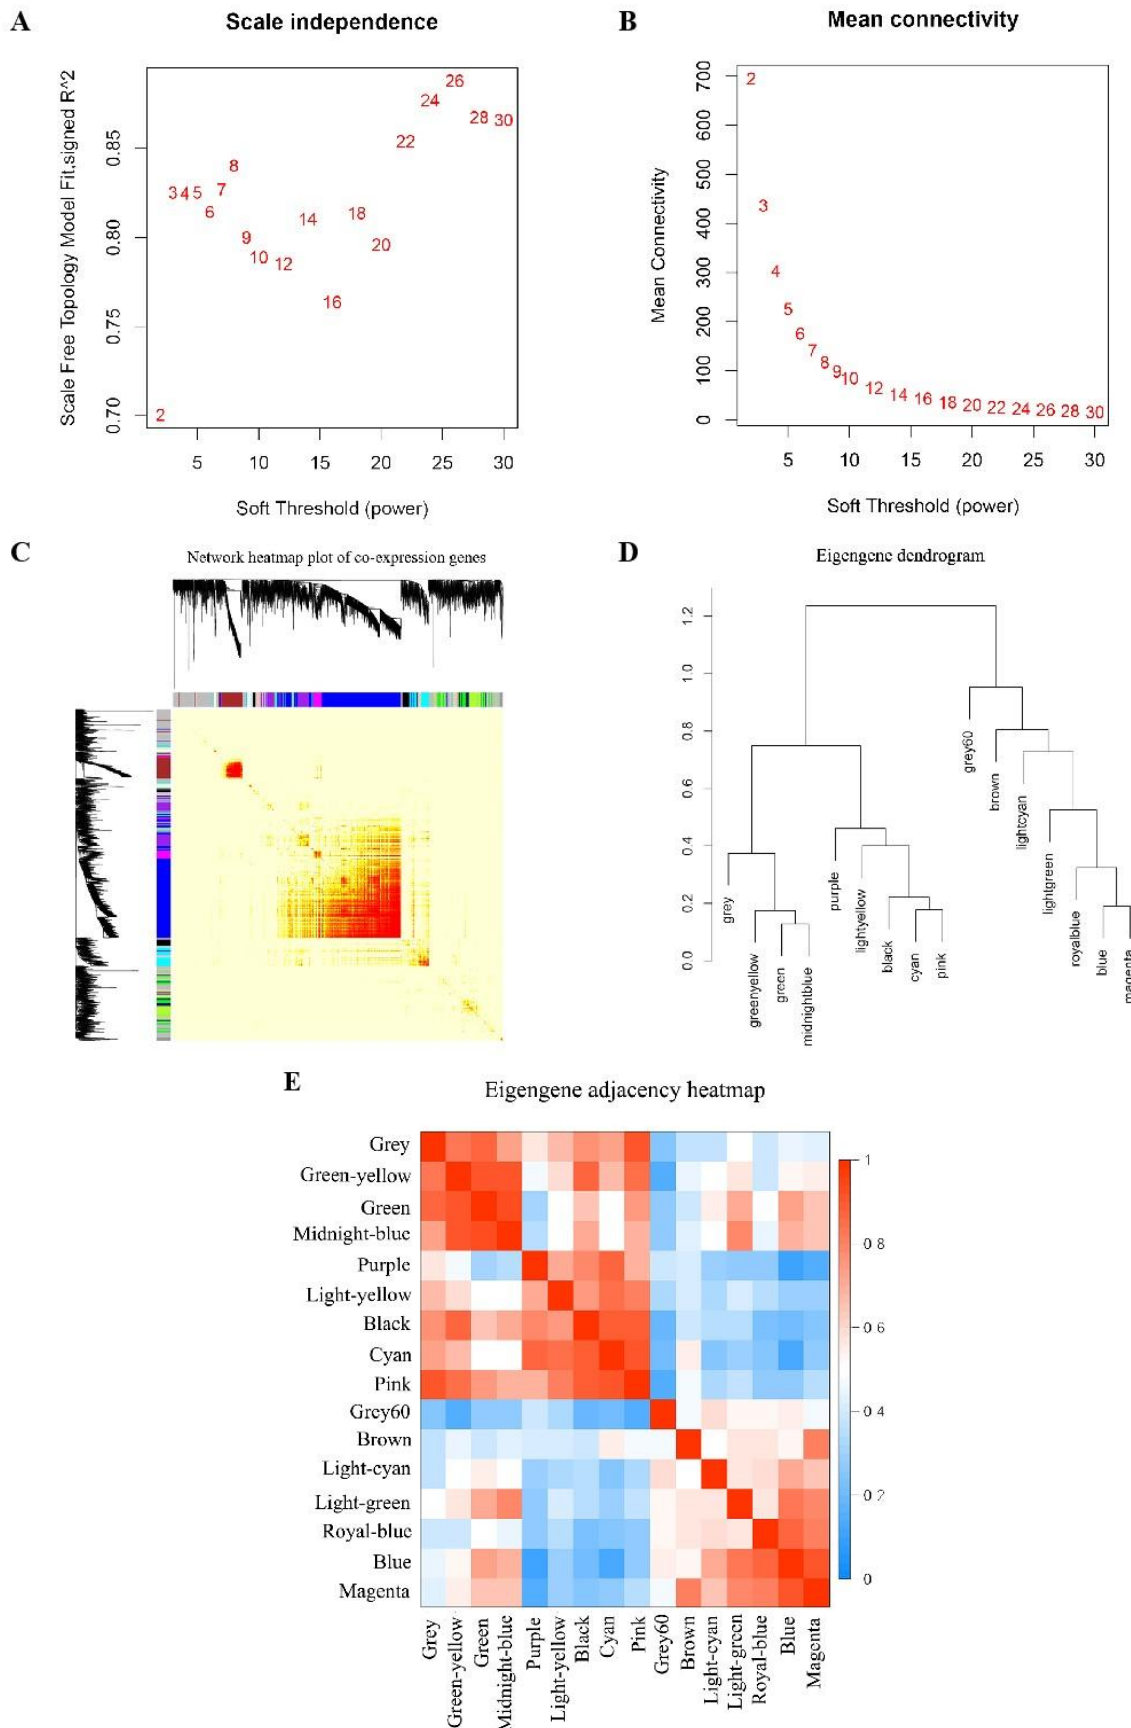 A
Scale independence
Scale Free Topology Model Fit,signed R^2
0.85
0.80
0.75
0.70
2
3 4 5
6
7
8
9
10
12
14
16
18
20
22
24
26
28 30
5 10 15 20 25 30
Soft Threshold (power)
B
Mean connectivity
Mean Connectivity
700
600
500
400
300
200
100
0
2
3
4
5
6
7
8
9
10
12 14 16 18 20 22 24 26 28 30
5 10 15 20 25 30
Soft Threshold (power)
C
Network heatmap plot of co-expression genes
D
Eigengene dendrogram
1.2
1.0
0.8
0.6
0.4
0.2
0.0
grey
greenyellow
green
midnightblue
purple
lightyellow
black
cyan
pink
grey60
brown
lightcyan
lightgreen
royalblue
blue
magenta
E
Eigengene adjacency heatmap
Grey
Green-yellow
Green
Midnight-blue
Purple
Light-yellow
Black
Cyan
Pink
Grey60
Brown
Light-cyan
Light-green
Royal-blue
Blue
Magenta
1
0 8
0 6
0 4
0 2
0
Grey
Green-yellow
Green
Midnight-blue
Purple
Light-yellow
Black
Cyan
Pink
Grey60
Brown
Light-cyan
Light-green
Royal-blue
Blue
Magenta